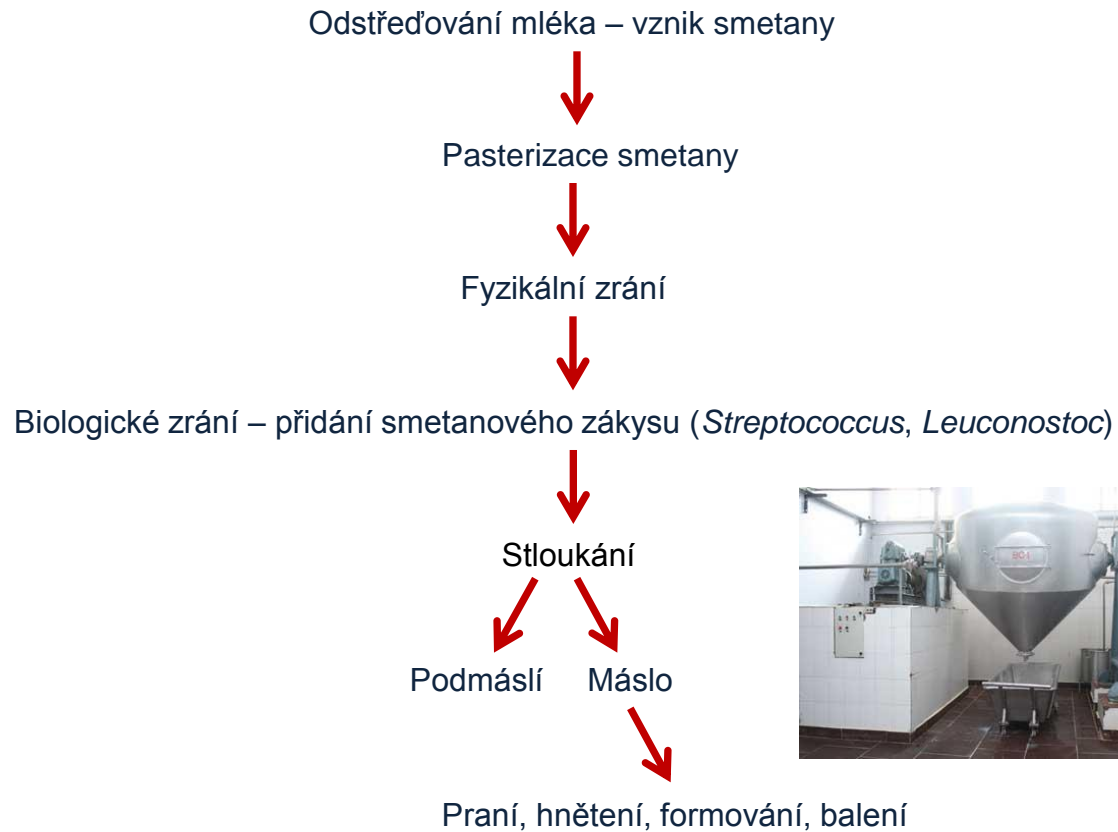 Odstřeďování mléka – vznik smetany
Pasterizace smetany
Fyzikální zrání
Biologické zrání – přidání smetanového zákysu (Streptococcus, Leuconostoc)
Stloukání
Podmáslí Máslo
Praní, hnětení, formování, balení